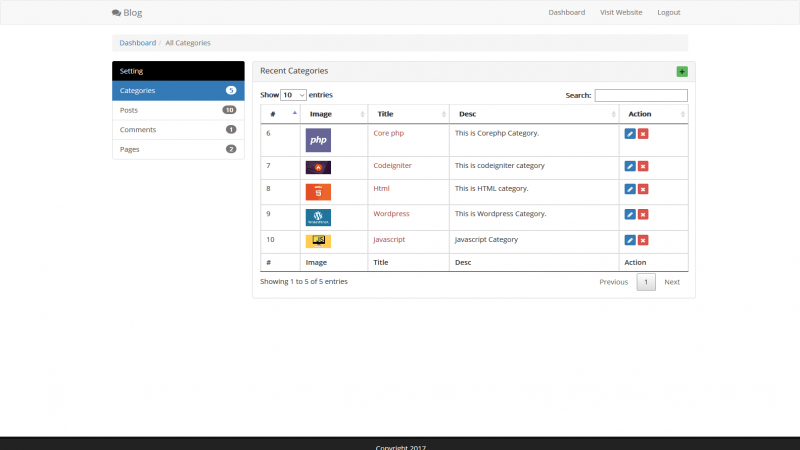 Blog Dashboard Visit Website Logout
Dashboard / All Categories
Setting
Categories 5
Posts 10
Comments 1
Pages 2
Recent Categories
Show 10 entries Search:
# Image Title Desc Action
6 php Core php This is Corephp Category.
7 Codeigniter This is codeigniter category
8 5 Html This is HTML category.
9 WORDPRESS Wordpress This is Wordpress Category.
10 JS Javascript Javascript Category
# Image Title Desc Action
Showing 1 to 5 of 5 entries Previous 1 Next
Copyright 2017